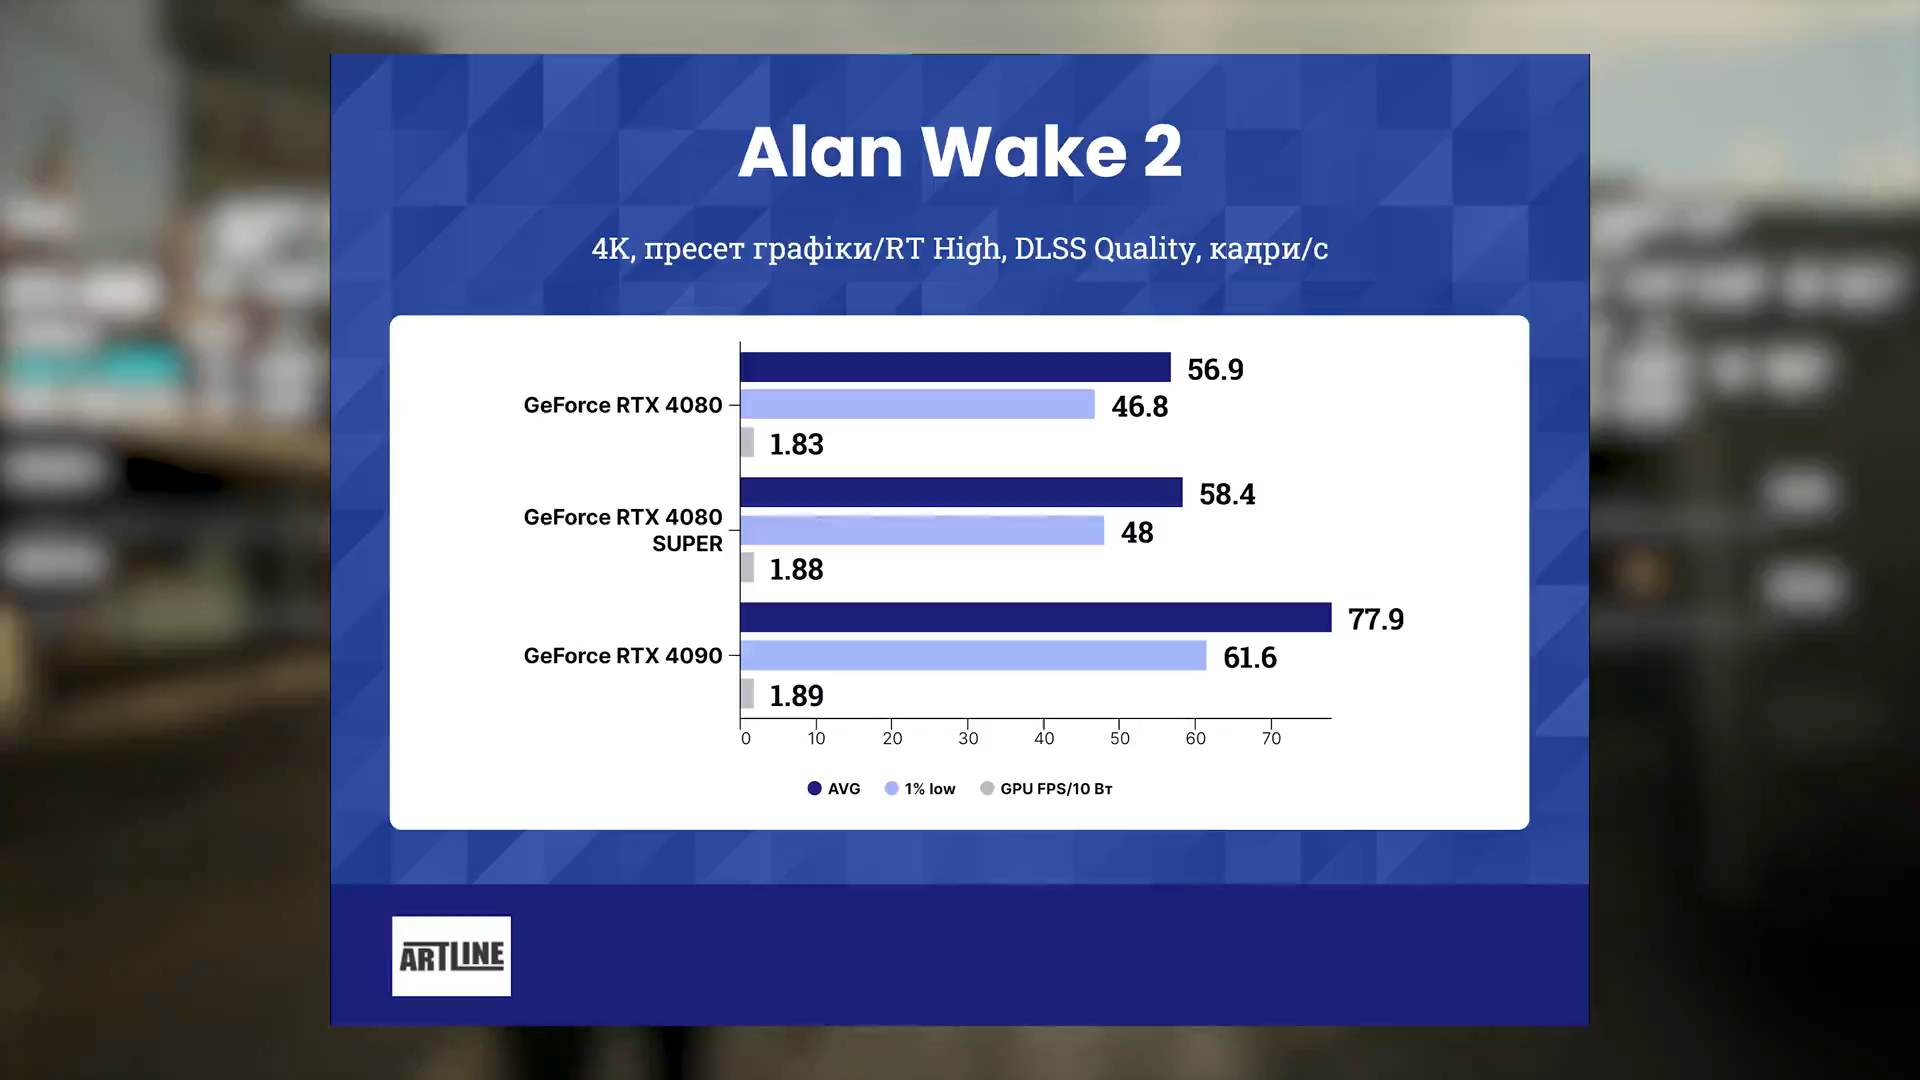 Alan Wake 2
4K, пресет графіки/RT High, DLSS Quality, кадри/с
GeForce RTX 4080
56.9
46.8
1.83
GeForce RTX 4080
SUPER
58.4
48
1.88
GeForce RTX 4090
77.9
61.6
1.89
0 10 20 30 40 50 60 70
AVG 1% low GPU FPS/10 Вт
ARTLINE